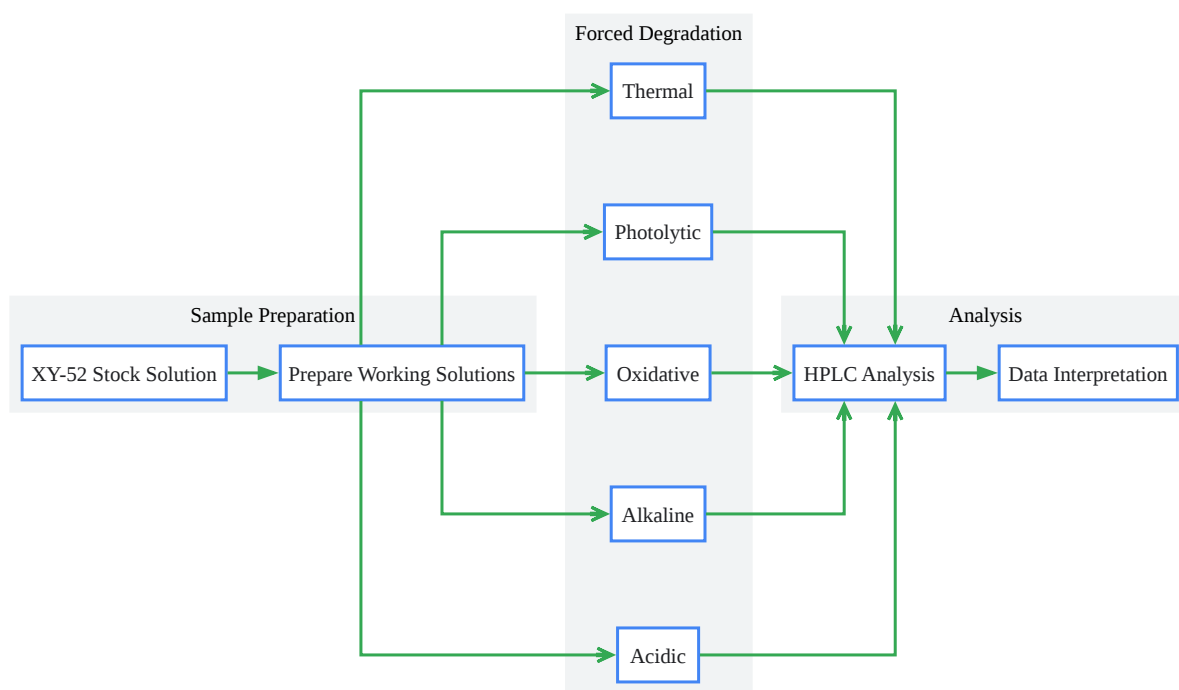 Forced Degradation
Thermal
Photolytic
Sample Preparation
Analysis
XY-52 Stock Solution
Prepare Working Solutions
Oxidative
HPLC Analysis
Data Interpretation
Alkaline
Acidic